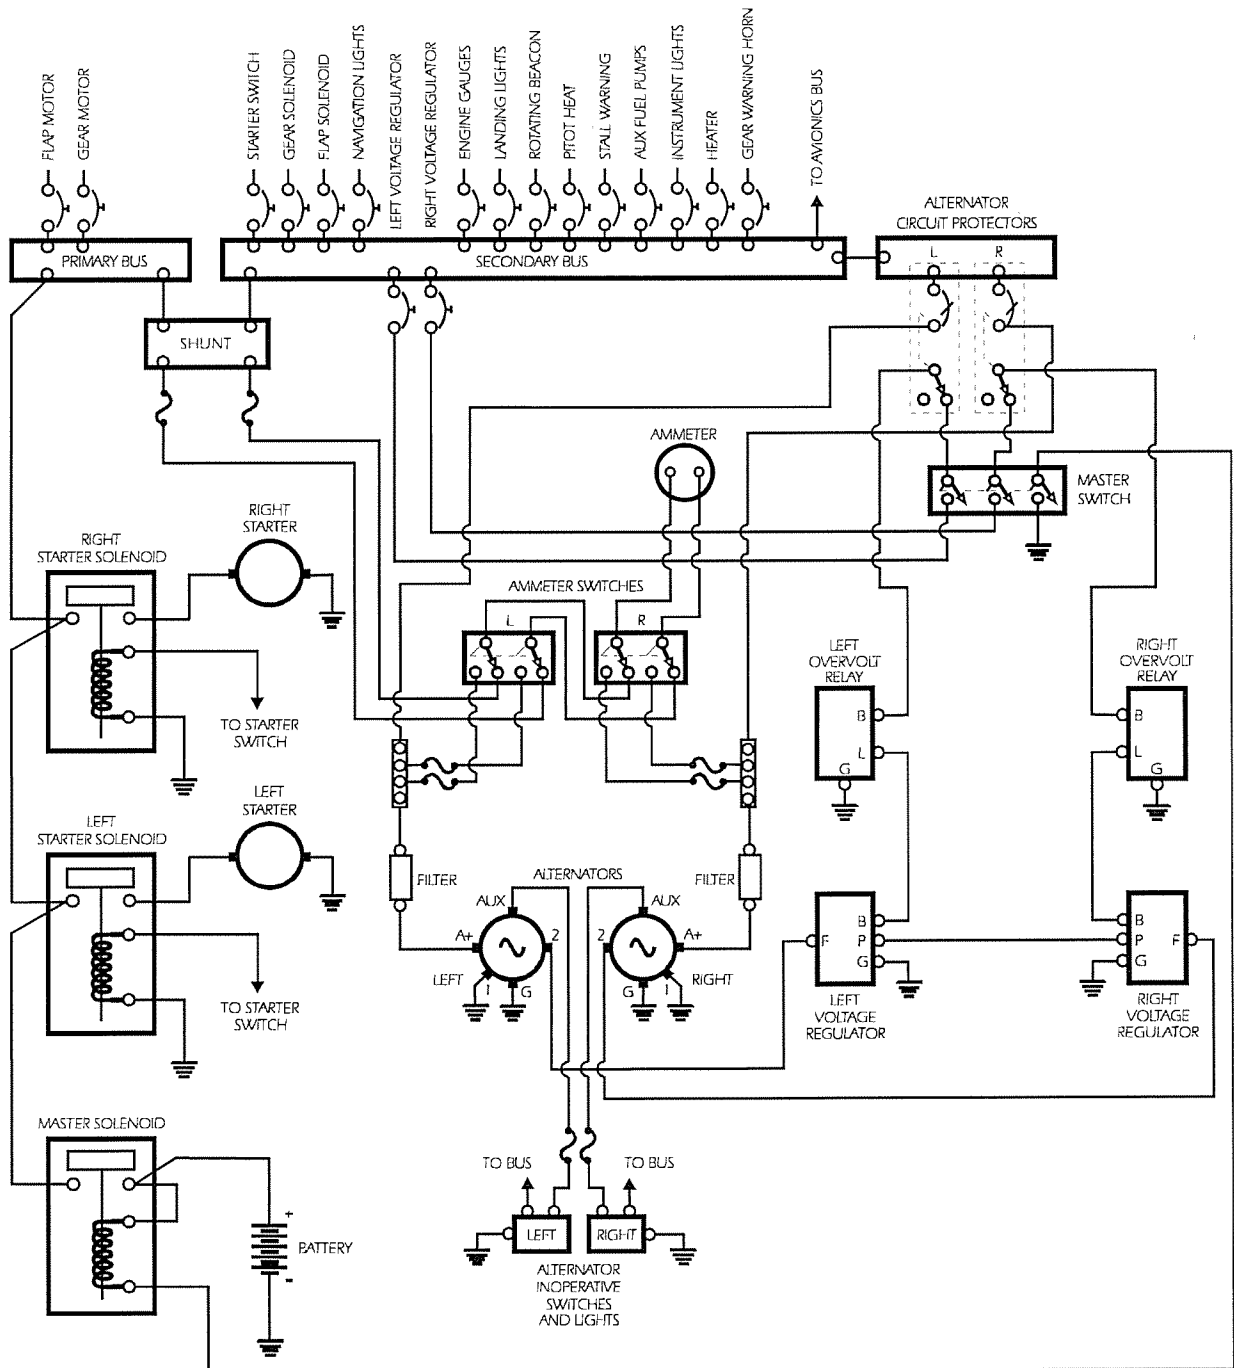 FLAP MOTOR
GEAR MOTOR
STARTER SWITCH
GEAR SOLENOID
FLAP SOLENOID
NAVIGATION LIGHTS
LEFT VOLTAGE REGULATOR
RIGHT VOLTAGE REGULATOR
ENGINE GAUGES
LANDING LIGHTS
ROTATING BEACON
PITOT HEAT
STALL WARNING
AUX FUEL PUMPS
INSTRUMENT LIGHTS
HEATER
GEAR WARNING HORN
TO AVIONICS BUS
ALTERNATOR
CIRCUIT PROTECTORS
PRIMARY BUS
SECONDARY BUS
L
R
SHUNT
AMMETER
MASTER
SWITCH
RIGHT
STARTER
RIGHT
STARTER SOLENOID
AMMETER SWITCHES
L
R
TO STARTER
SWITCH
LEFT
OVERVOLT
RELAY
B
L
G
RIGHT
OVERVOLT
RELAY
B
L
G
LEFT
STARTER
LEFT
STARTER SOLENOID
TO STARTER
SWITCH
FILTER
ALTERNATORS
FILTER
AUX
A+
2
LEFT
I
G
AUX
2
A+
G
I
RIGHT
F
B
P
G
LEFT
VOLTAGE
REGULATOR
B
P
G
F
RIGHT
VOLTAGE
REGULATOR
MASTER SOLENOID
+
BATTERY
-
TO BUS
TO BUS
LEFT
RIGHT
ALTERNATOR
INOPERATIVE
SWITCHES
AND LIGHTS